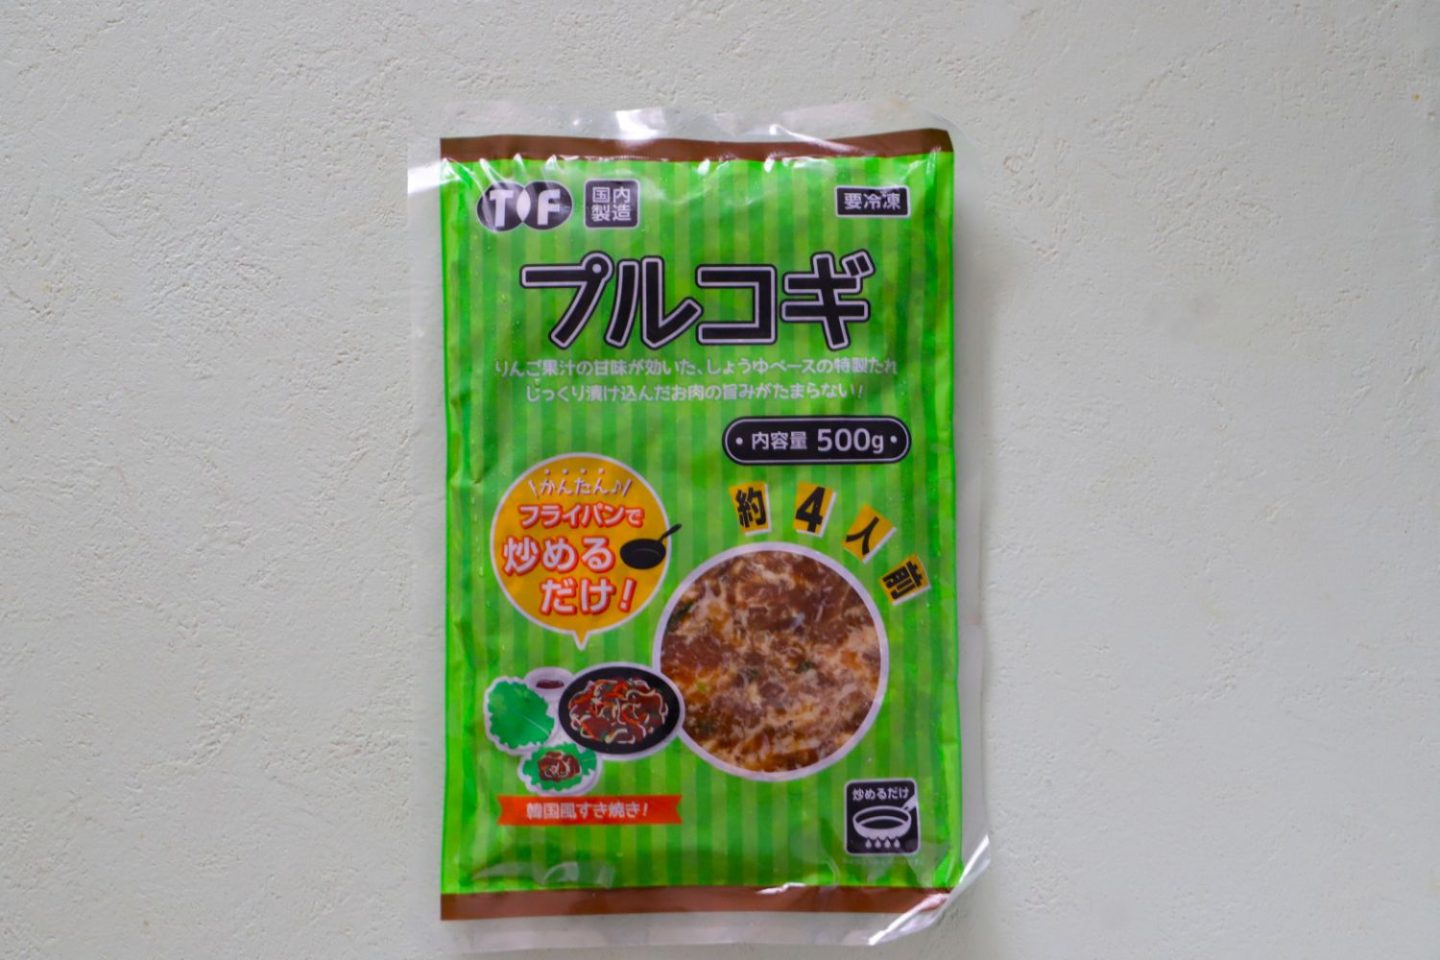 TF
国内
製造
要冷凍
プルコギ
りんご果汁の甘味が効いた、しょうゆベースの特製たれ
じっくり漬け込んだお肉の旨みがたまらない!
・内容量 500g・
かんたん♪
フライパンで
炒める
だけ!
約4人前
韓国風すき焼き!
炒めるだけ